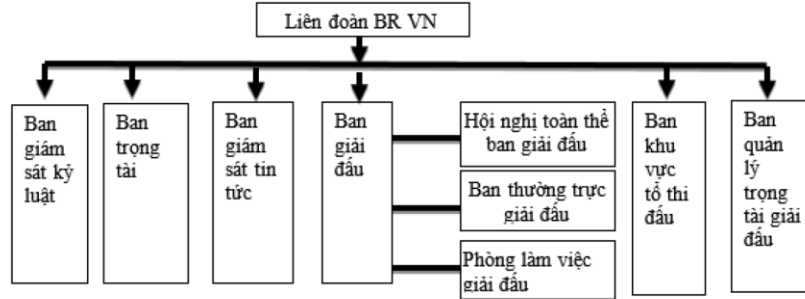 Liên đoàn BR VN
Ban
giám
sát kỷ
luật
Ban
trọng
tài
Ban
giám
sát tin
tức
Ban
giải
đấu
Hội nghị toàn thể
ban giải đấu
Ban thường trực
giải đấu
Phòng làm việc
giải đấu
Ban
khu
vực
tổ thi
đấu
Ban
quản
lý
trọng
tài giải
đấu